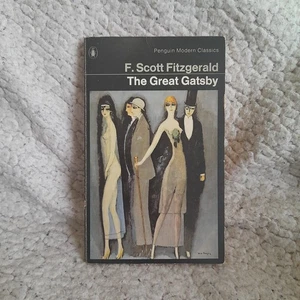 Penguin Modern Classics
F. Scott Fitzgerald
The Great Gatsby